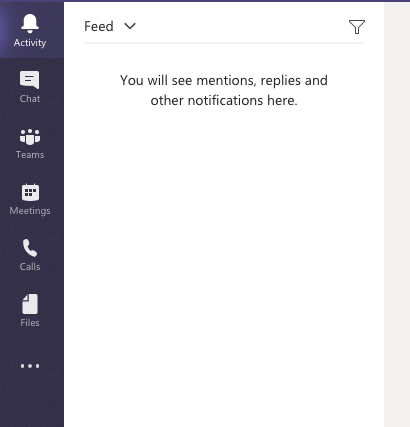 Activity
Chat
Teams
Meetings
Calls
Files
Feed
You will see mentions, replies and
other notifications here.